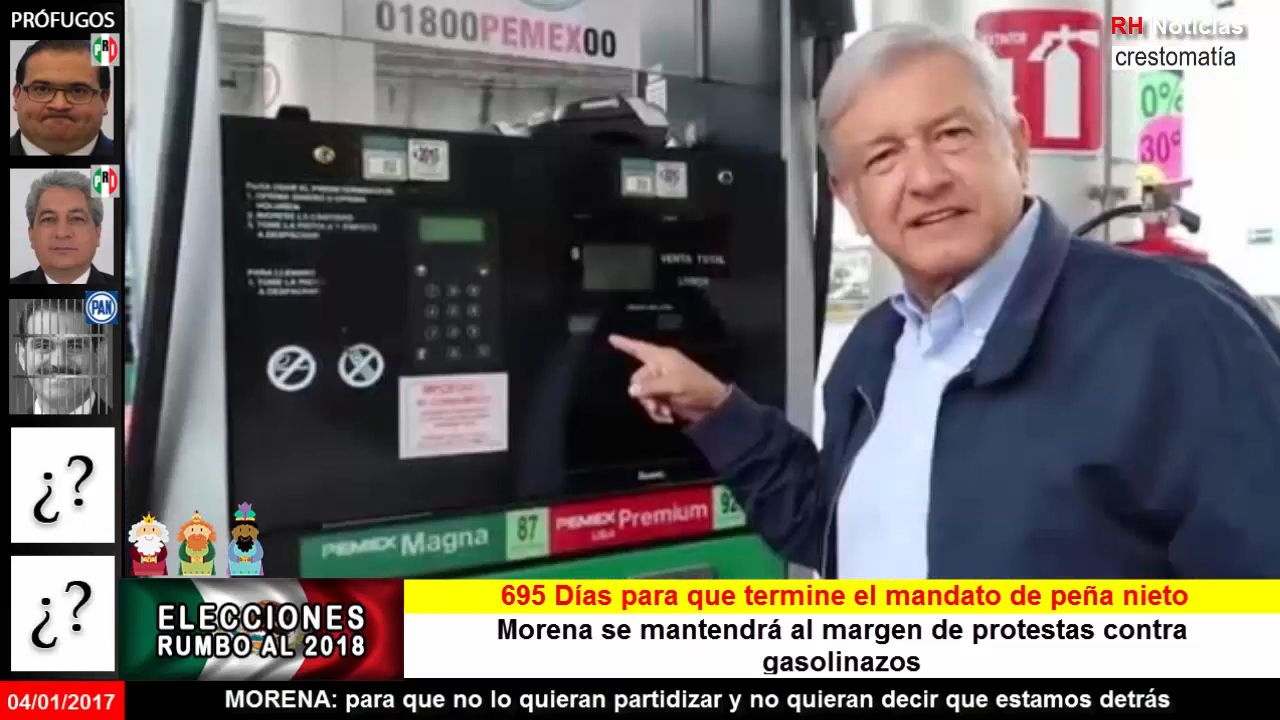 PRÓFUGOS
PRI
PRI
PAN
¿?
¿?
01800PEMEX00
RH Noticias
crestomatía
0%
30%
VENTA TOTAL
PEMEX Magna
87
PEMEX Premium
USA
92
ELECCIONES
RUMBO AL 2018
695 Días para que termine el mandato de peña nieto
Morena se mantendrá al margen de protestas contra
gasolinazos
04/01/2017
MORENA: para que no lo quieran partidizar y no quieran decir que estamos detrás